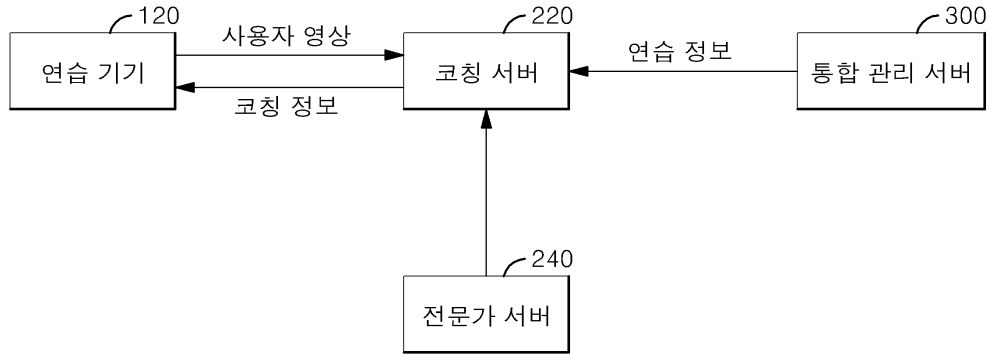 120
연습 기기
사용자 영상
코칭 정보
220
코칭 서버
연습 정보
300
통합 관리 서버
240
전문가 서버